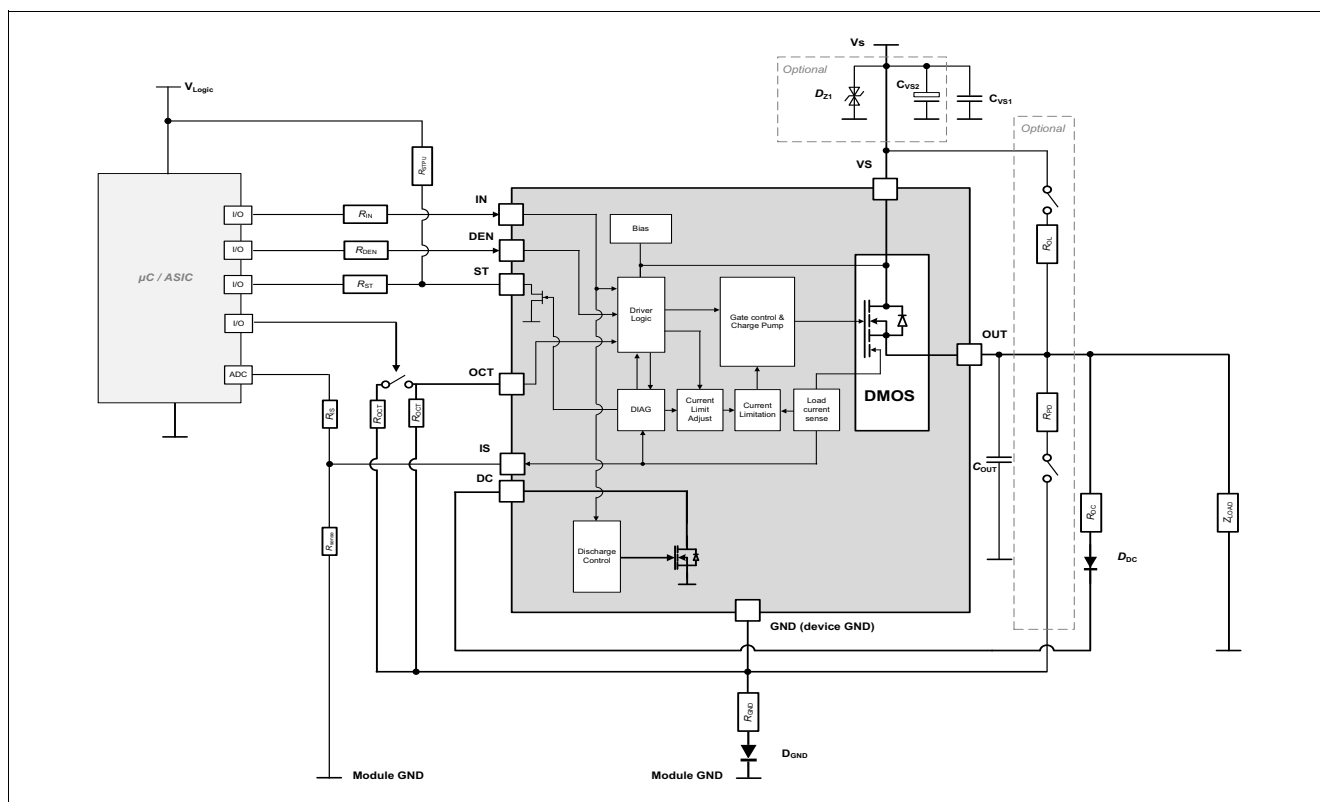 Vs
Optional
DZ1
CVS2
CVS1
VLogic
Optional
RSTPU
VS
µC / ASIC
I/O
RIN
IN
I/O
RDEN
DEN
I/O
RST
ST
I/O
ADC
Bias
Driver Logic
Gate control & Charge Pump
ROL
OUT
DMOS
OCT
ROCT
ROCT
RIS
DIAG
Current Limit Adjust
Current Limitation
Load current sense
RPD
COUT
IS
DC
Rsense
Discharge Control
RDC
DDC
ZLOAD
GND (device GND)
RGND
DGND
Module GND
Module GND